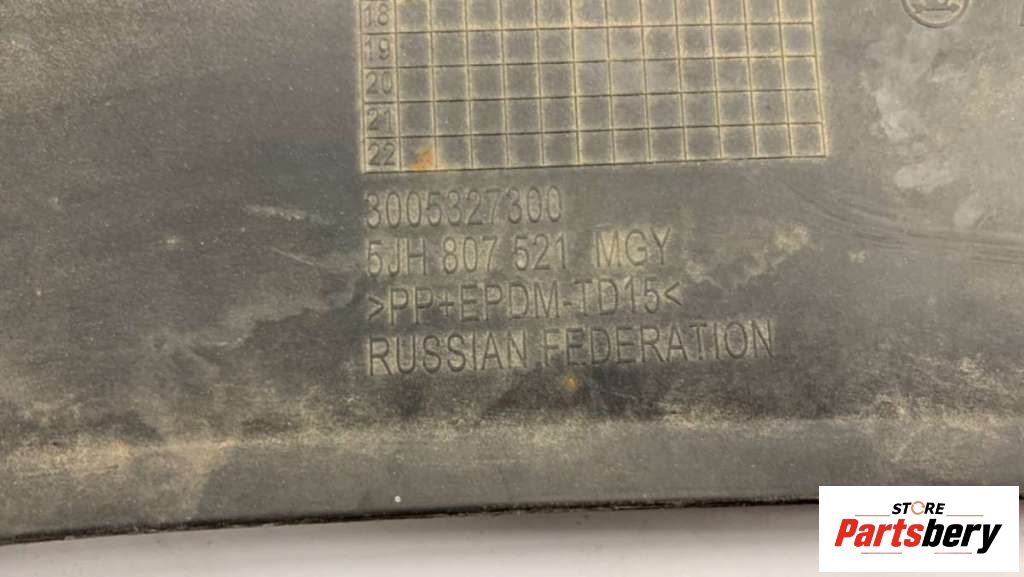 18
19
20
21
22
3005327300
5JH 807 521 MGY
>PP+EPDM-TD15<
RUSSIAN FEDERATION
STORE
Partsbery